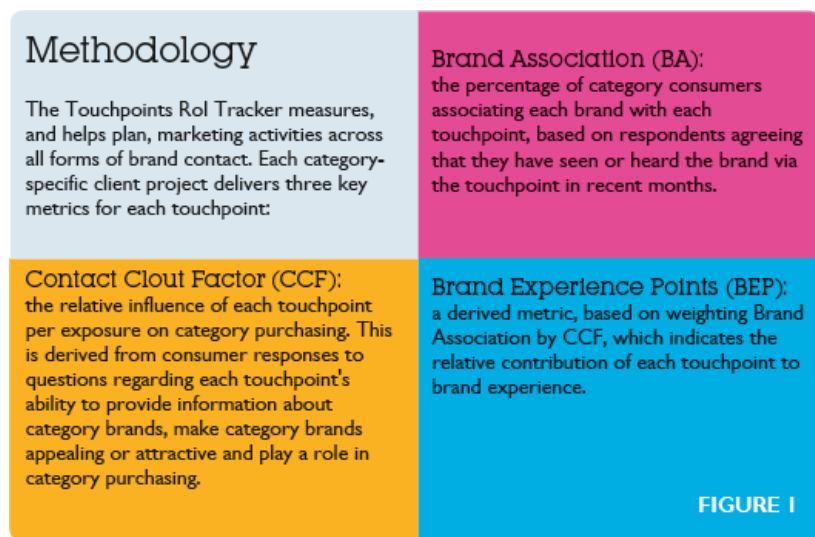 Methodology
The Touchpoints RoI Tracker measures,
and helps plan, marketing activities across
all forms of brand contact. Each category-
specific client project delivers three key
metrics for each touchpoint:
Brand Association (BA):
the percentage of category consumers
associating each brand with each
touchpoint, based on respondents agreeing
that they have seen or heard the brand via
the touchpoint in recent months.
Contact Clout Factor (CCF):
the relative influence of each touchpoint
per exposure on category purchasing. This
is derived from consumer responses to
questions regarding each touchpoint's
ability to provide information about
category brands, make category brands
appealing or attractive and play a role in
category purchasing.
Brand Experience Points (BEP):
a derived metric, based on weighting Brand
Association by CCF, which indicates the
relative contribution of each touchpoint to
brand experience.
FIGURE 1